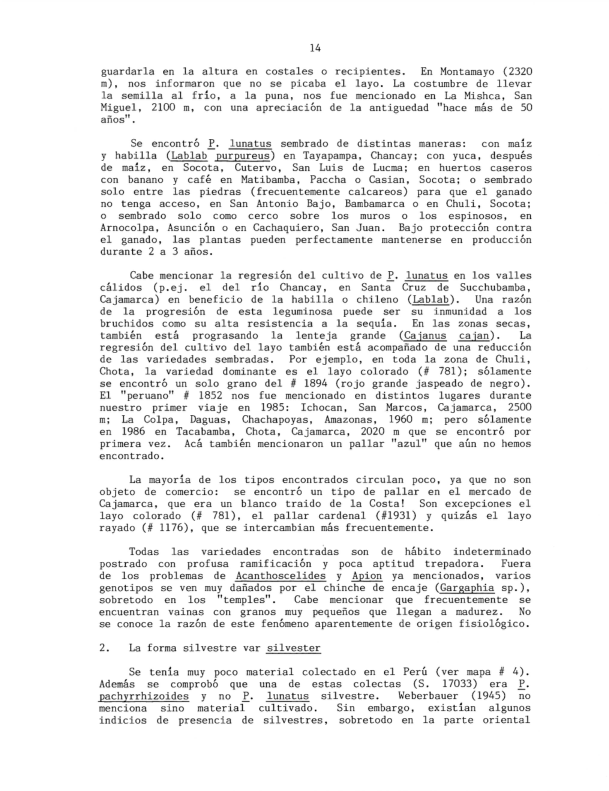 14
guardarla en la altura en costales o recipientes. En Montamayo (2320
m), nos informaron que no se picaba el layo. La costumbre de llevar
la semilla al frío, a la puna, nos fue mencionado en La Mishca, San
Miguel, 2100 m, con una apreciación de la antiguedad "hace más de 50
años".
Se encontró P. lunatus sembrado de distintas maneras: con maíz
y habilla (Lablab purpureus) en Tayapampa, Chancay; con yuca, después
de maíz, en Socota, Cutervo, San Luis de Lucma; en huertos caseros
con banano y café en Matibamba, Paccha o Casian, Socota; o sembrado
solo entre las piedras (frecuentemente calcareos) para que el ganado
no tenga acceso, en San Antonio Bajo, Bambamarca o en Chuli, Socota;
o sembrado solo como cerco sobre los muros o los espinosos, en
Arnocolpa, Asunción o en Cachaquiero, San Juan. Bajo protección contra
el ganado, las plantas pueden perfectamente mantenerse en producción
durante 2 a 3 años.
Cabe mencionar la regresión del cultivo de P. lunatus en los valles
cálidos (p.ej. el del río Chancay, en Santa Cruz de Succhubamba,
Cajamarca) en beneficio de la habilla o chileno (Lablab). Una razón
de la progresión de esta leguminosa puede ser su inmunidad a los
bruchidos como su alta resistencia a la sequía. En las zonas secas,
también está prograsando la lenteja grande (Cajanus cajan). La
regresión del cultivo del layo también está acompañado de una reducción
de las variedades sembradas. Por ejemplo, en toda la zona de Chuli,
Chota, la variedad dominante es el layo colorado (# 781); sólamente
se encontró un solo grano del # 1894 (rojo grande jaspeado de negro).
El "peruano" # 1852 nos fue mencionado en distintos lugares durante
nuestro primer viaje en 1985: Ichocan, San Marcos, Cajamarca, 2500
m; La Colpa, Daguas, Chachapoyas, Amazonas, 1960 m; pero sólamente
en 1986 en Tacabamba, Chota, Cajamarca, 2020 m que se encontró por
primera vez. Acá también mencionaron un pallar "azul" que aún no hemos
encontrado.
La mayoría de los tipos encontrados circulan poco, ya que no son
objeto de comercio: se encontró un tipo de pallar en el mercado de
Cajamarca, que era un blanco traido de la Costa! Son excepciones el
layo colorado (# 781), el pallar cardenal (#1931) y quizás el layo
rayado (# 1176), que se intercambian más frecuentemente.
Todas las variedades encontradas son de hábito indeterminado
postrado con profusa ramificación y poca aptitud trepadora. Fuera
de los problemas de Acanthoscelides y Apion ya mencionados, varios
genotipos se ven muy dañados por el chinche de encaje (Gargaphia sp.),
sobretodo en los "temples". Cabe mencionar que frecuentemente se
encuentran vainas con granos muy pequeños que llegan a madurez. No
se conoce la razón de este fenómeno aparentemente de origen fisiológico.
2. La forma silvestre var silvester
Se tenía muy poco material colectado en el Perú (ver mapa # 4).
Además se comprobó que una de estas colectas (S. 17033) era P.
pachyrrhizoides y no P. lunatus silvestre. Weberbauer (1945) no
menciona sino material cultivado. Sin embargo, existían algunos
indicios de presencia de silvestres, sobretodo en la parte oriental